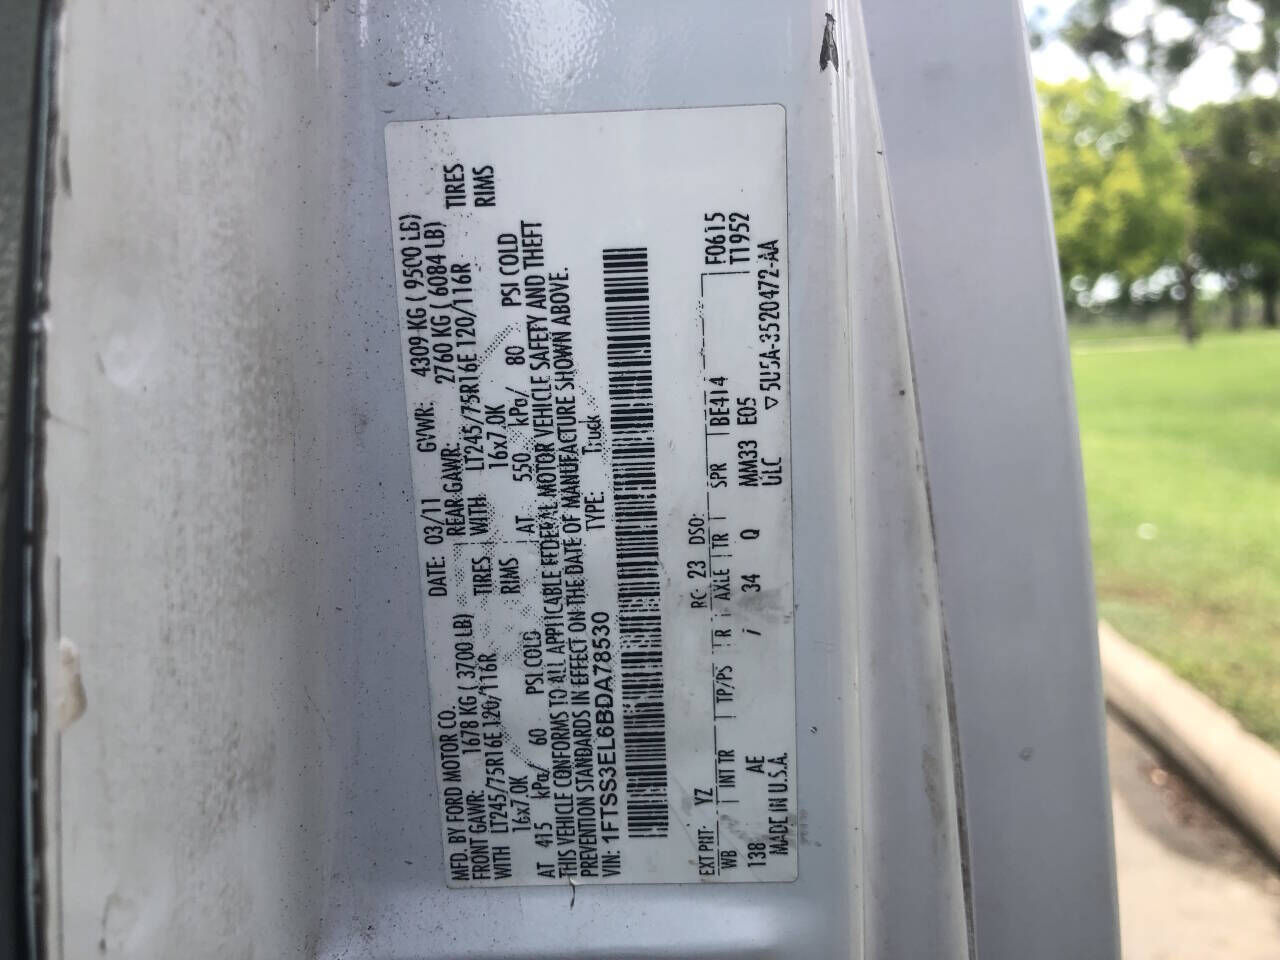 MFD. BY FORD MOTOR CO.
DATE: 03/11 GVWR: 4309 KG ( 9500 LB)
FRONT GAWR: 1678 KG ( 3700 LB) REAR GAWR: 2760 KG ( 6084 LB)
WITH LT245/75R16E 120/116R TIRES WITH LT245/75R16E 120/116R TIRES
16x7.0K RIMS 16x7.0K RIMS
AT 415 kPa/ 60 PSI COLD AT 550 kPa/ 80 PSI COLD
THIS VEHICLE CONFORMS TO ALL APPLICABLE FEDERAL MOTOR VEHICLE SAFETY AND THEFT
PREVENTION STANDARDS IN EFFECT ON THE DATE OF MANUFACTURE SHOWN ABOVE.
VIN: 1FTSS3EL6BDA78530 TYPE: Truck
EXT PNT: YZ RC: 23 DSO: F0615
WB INT TR TP/PS R AXLE TR SPR BE414 T1952
138 AE / 34 Q MM33 E05
MADE IN U.S.A. ULC ▽5U5A-3520472-AA